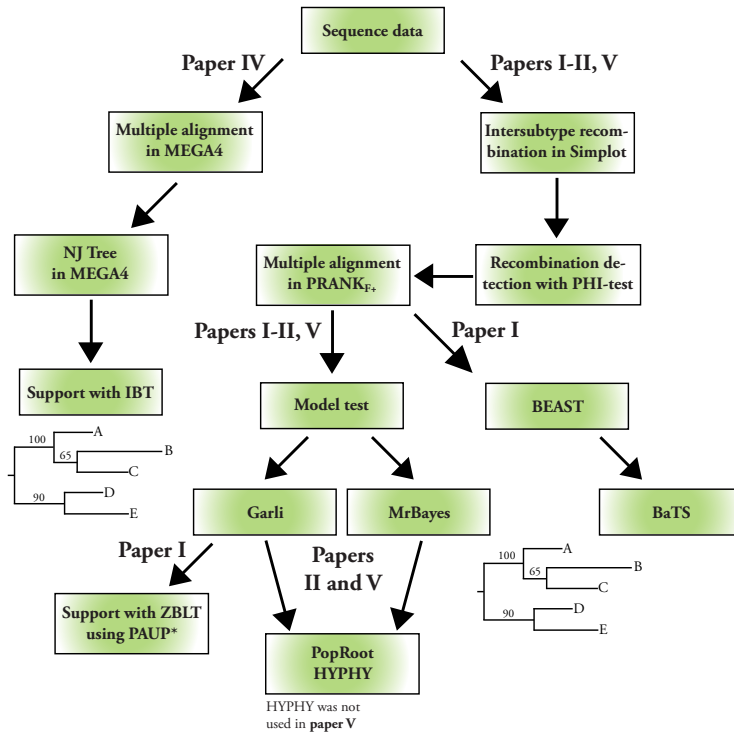 Sequence data
Paper IV
Papers I-II, V
Multiple alignment
in MEGA4
Intersubtype recom-
bination in Simplot
NJ Tree
in MEGA4
Multiple alignment
in PRANKF+
Recombination de-
tection with PHI-test
Papers I-II, V
Paper I
Support with IBT
Model test
BEAST
100
A
65
B
C
90
D
E
Garli
MrBayes
BaTS
Paper I
Papers
II and V
100
A
65
B
C
90
D
E
Support with ZBLT
using PAUP*
PopRoot
HYPHY
HYPHY was not
used in paper V